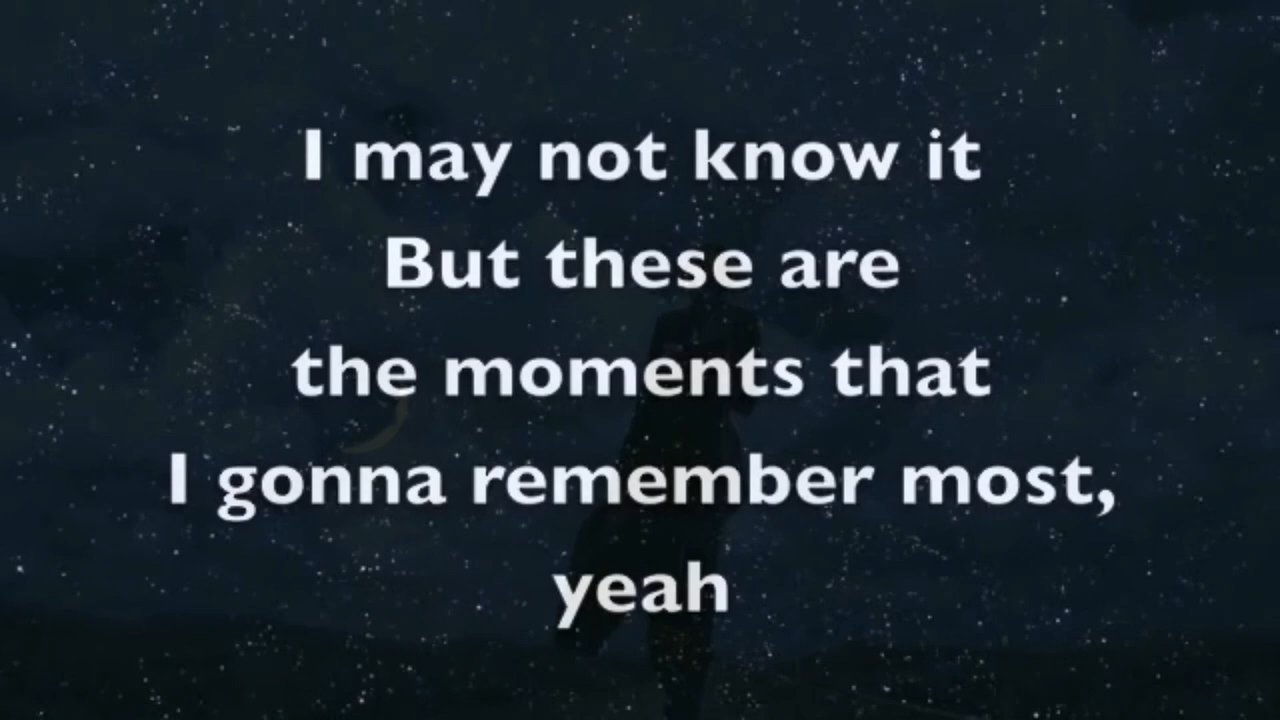 I may not know it
But these are
the moments that
I gonna remember most,
yeah